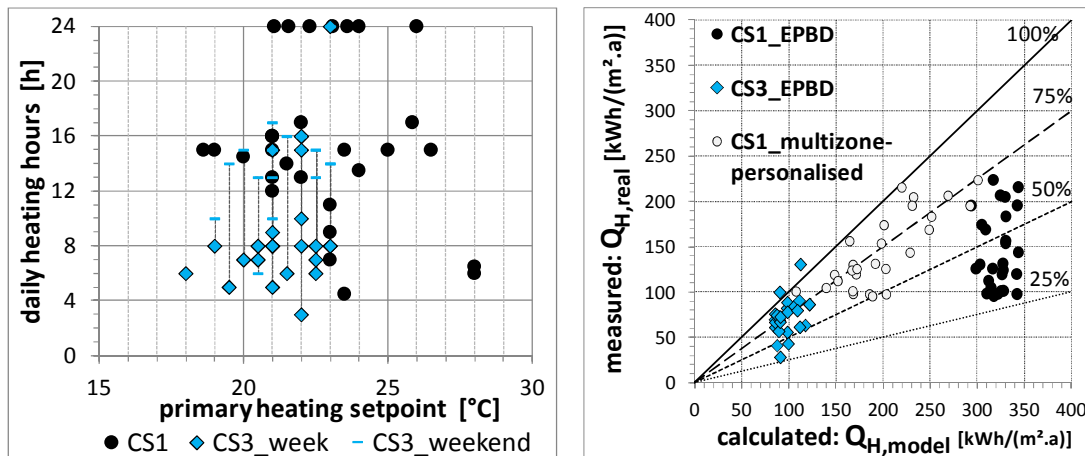 24
20
16
12
8
4
0
daily heating hours [h]
15
20
25
30
primary heating setpoint [°C]
CS1
CS3_week
CS3_weekend
400
350
300
250
200
150
100
50
0
measured: Q_H,real [kWh/(m².a)]
CS1_EPBD
CS3_EPBD
CS1_multizone-
personalised
100%
75%
50%
25%
0 50 100 150 200 250 300 350 400
calculated: Q_H,model [kWh/(m².a)]